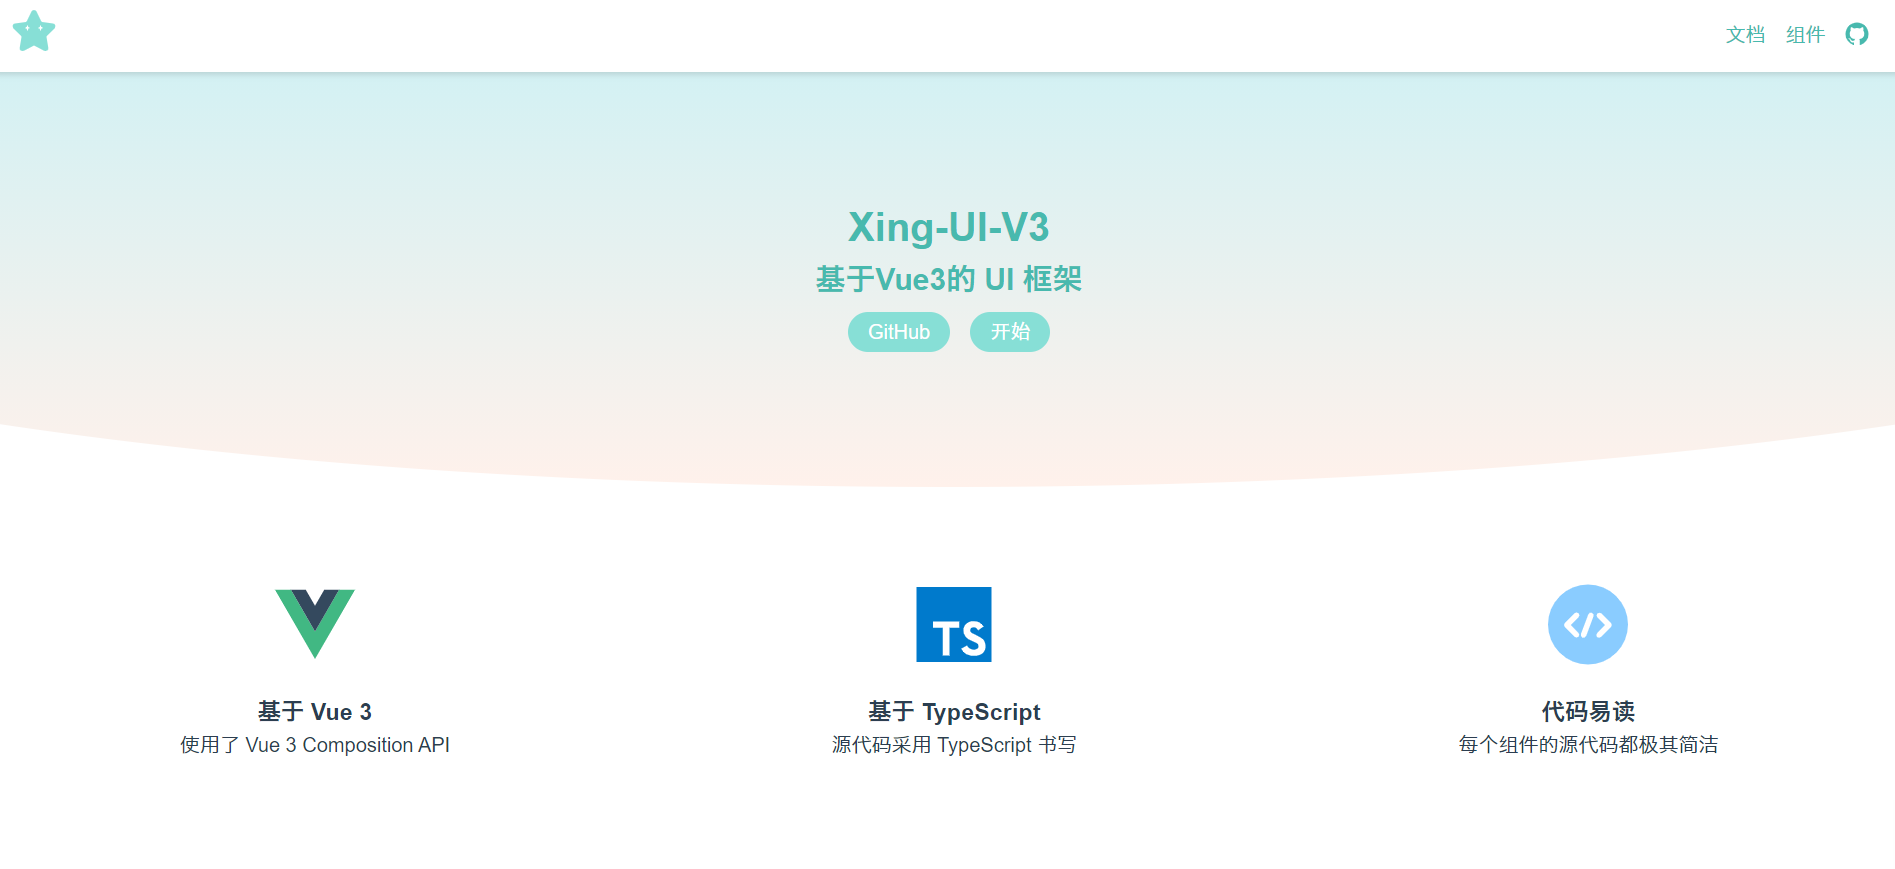 文档 组件
Xing-UI-V3
基于Vue3的 UI 框架
GitHub 开始
TS
基于 Vue 3
使用了 Vue 3 Composition API
基于 TypeScript
源代码采用 TypeScript 书写
代码易读
每个组件的源代码都极其简洁